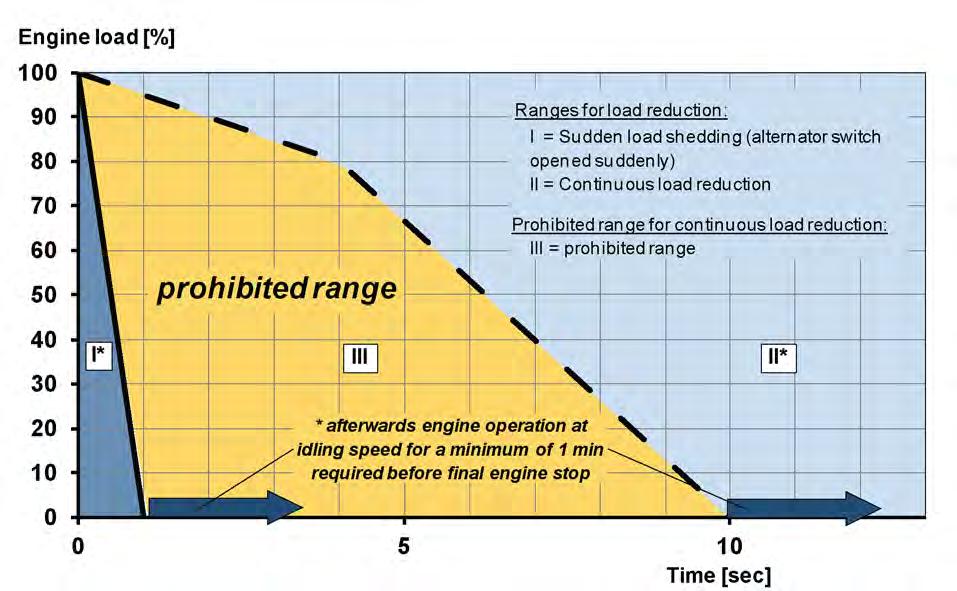 Engine load [%]
100
90
80
70
60
50
40
30
20
10
0
Ranges for load reduction:
I = Sudden load shedding (alternator switch
opened suddenly)
II = Continuous load reduction
Prohibited range for continuous load reduction:
III = prohibited range
prohibited range
I*
III
II*
* afterwards engine operation at
idling speed for a minimum of 1 min
required before final engine stop
0
5
10
Time [sec]